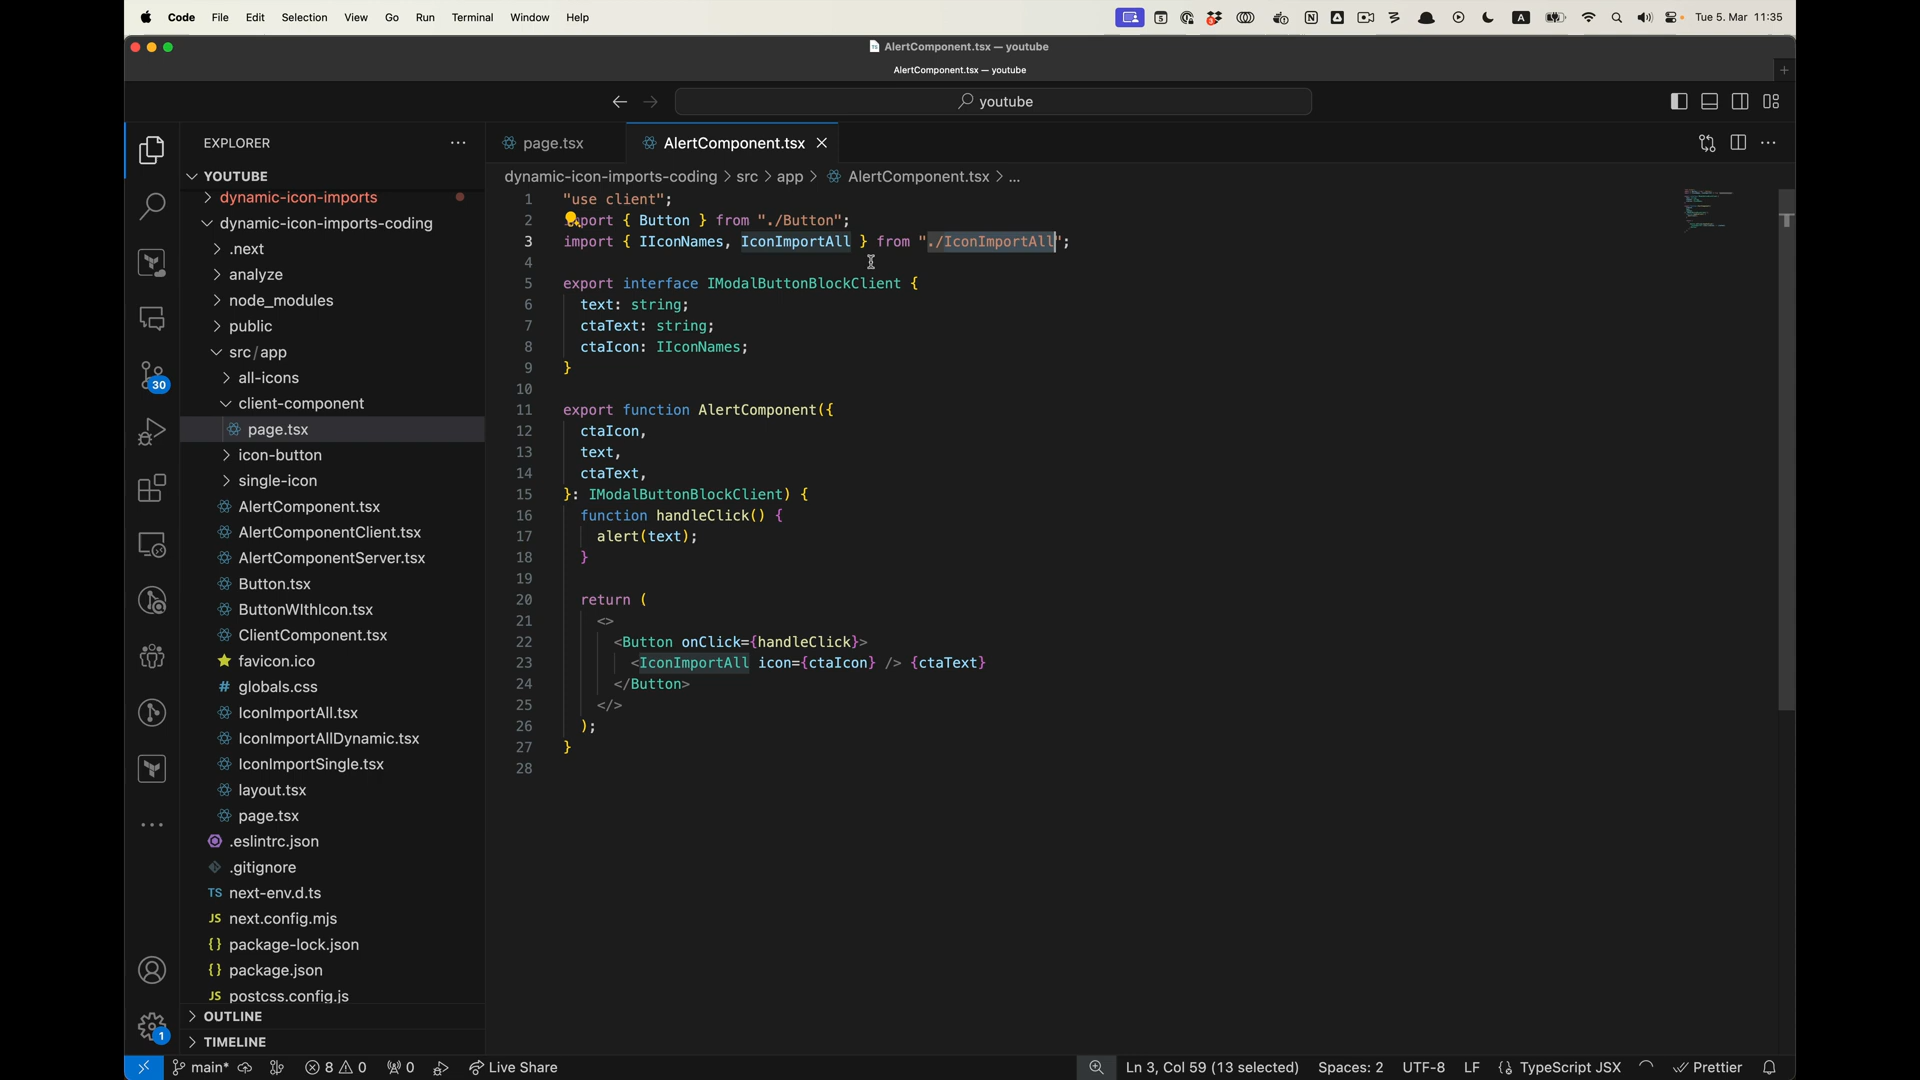 Code File Edit Selection View Go Run Terminal Window Help
5 3 A Tue 5. Mar 11:35
AlertComponent.tsx — youtube
AlertComponent.tsx — youtube
youtube
EXPLORER
page.tsx AlertComponent.tsx
dynamic-icon-imports-coding > src > app > AlertComponent.tsx > ...
YOUTUBE
dynamic-icon-imports
dynamic-icon-imports-coding
.next
analyze
node_modules
public
src/app
all-icons
client-component
page.tsx
icon-button
single-icon
AlertComponent.tsx
AlertComponentClient.tsx
AlertComponentServer.tsx
Button.tsx
ButtonWIthIcon.tsx
ClientComponent.tsx
favicon.ico
# globals.css
IconImportAll.tsx
IconImportAllDynamic.tsx
IconImportSingle.tsx
layout.tsx
page.tsx
.eslintrc.json
.gitignore
TS next-env.d.ts
JS next.config.mjs
{} package-lock.json
{} package.json
JS postcss.config.js
OUTLINE
TIMELINE
30
1
1 "use client";
2 import { Button } from "./Button";
3 import { IIconNames, IconImportAll } from "./IconImportAll";
4
5 export interface IModalButtonBlockClient {
6 text: string;
7 ctaText: string;
8 ctaIcon: IIconNames;
9 }
10
11 export function AlertComponent({
12 ctaIcon,
13 text,
14 ctaText,
15 }: IModalButtonBlockClient) {
16 function handleClick() {
17 alert(text);
18 }
19
20 return (
21 <>
22 <Button onClick={handleClick}>
23 <IconImportAll icon={ctaIcon} /> {ctaText}
24 </Button>
25 </>
26 );
27 }
28
main* 8 0 0 Live Share Ln 3, Col 59 (13 selected) Spaces: 2 UTF-8 LF TypeScript JSX Prettier